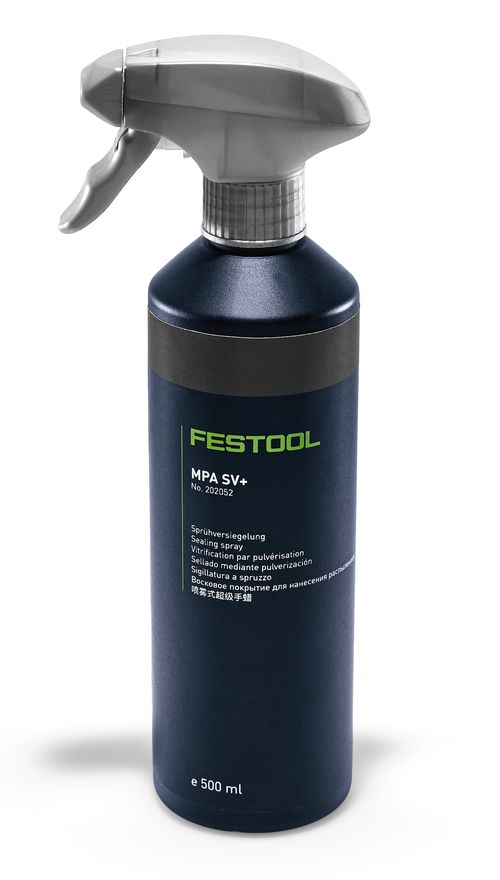 FESTOOL
MPA SV+
No. 202052
Sprühversiegelung
Sealing spray
Vitrification par pulvérisation
Sellado mediante pulverización
Sigillatura a spruzzo
Восковое покрытие для нанесения распылением
喷雾式超级手蜡
e 500 ml